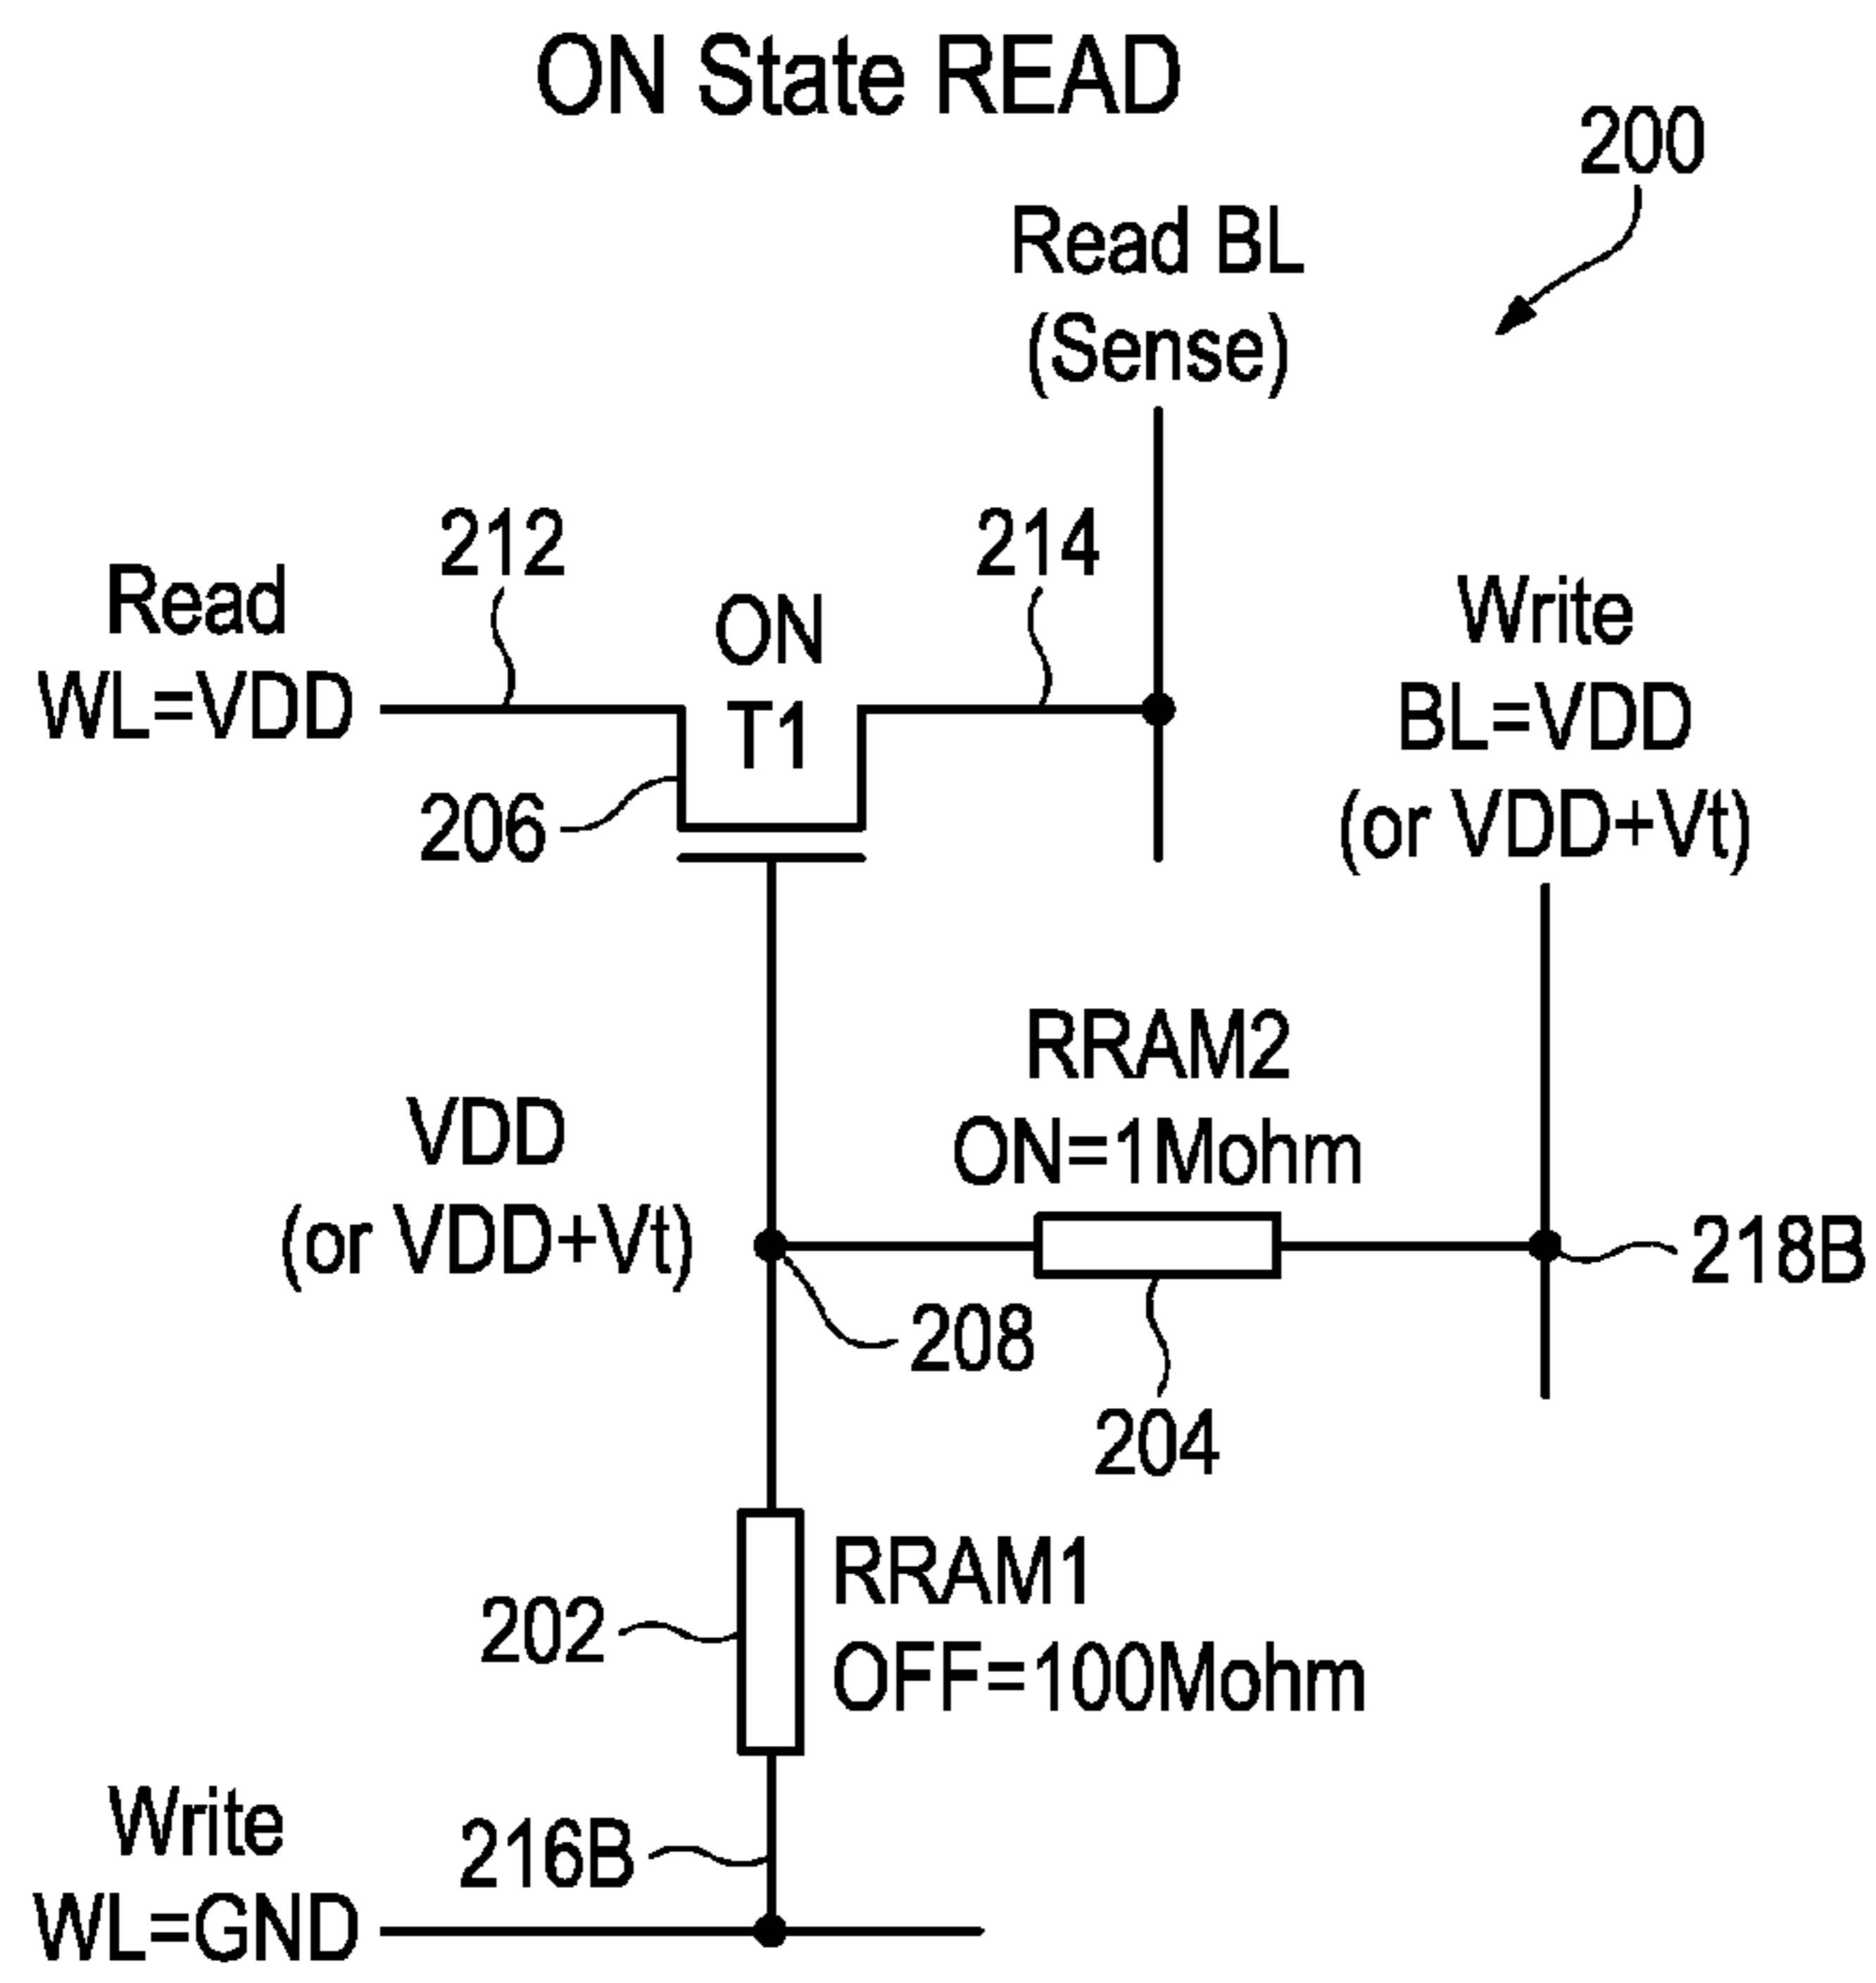 ON State READ
200
Read BL
(Sense)
212
214
Read
WL=VDD
ON
T1
206
Write
BL=VDD
(or VDD+Vt)
RRAM2
ON=1Mohm
VDD
(or VDD+Vt)
218B
208
204
RRAM1
OFF=100Mohm
202
216B
Write
WL=GND